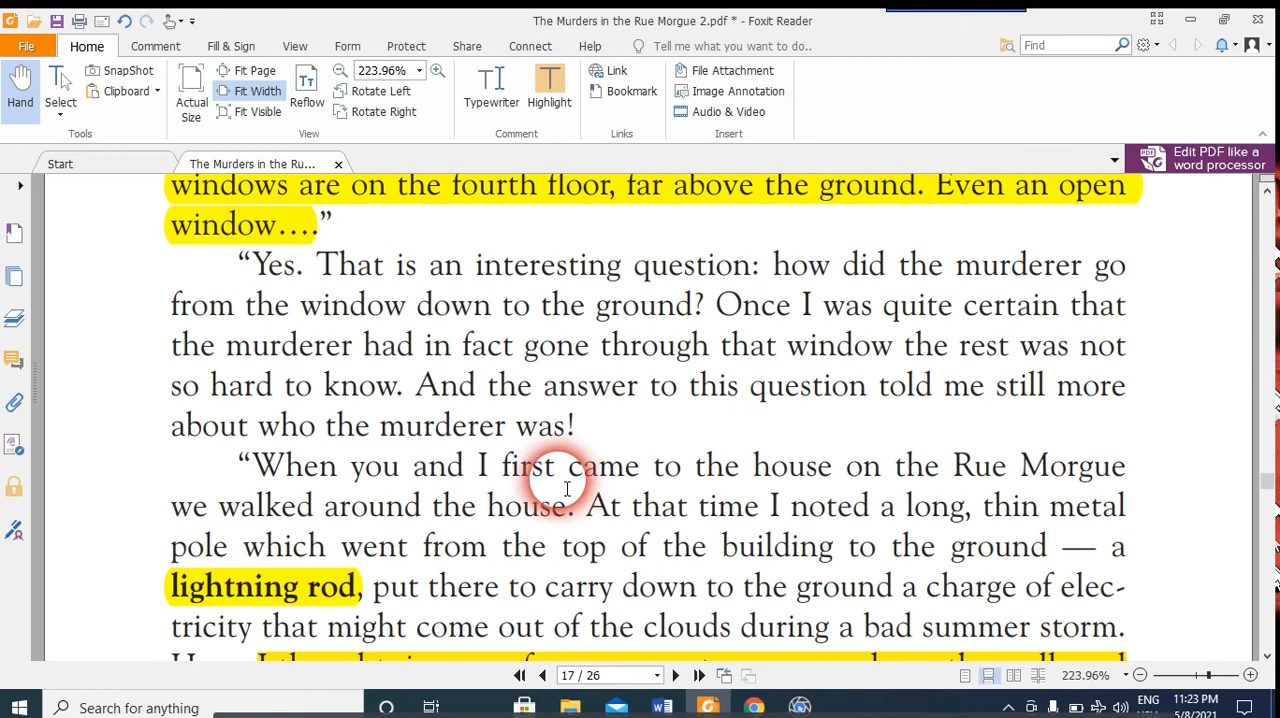 The Murders in the Rue Morgue 2.pdf * - Foxit Reader
File Home Comment Fill & Sign View Form Protect Share Connect Help Tell me what you want to do.. Find
Hand
Select
SnapShot
Clipboard
Tools
Actual Size
Fit Page
Fit Width
Fit Visible
Reflow
223.96%
Rotate Left
Rotate Right
View
Typewriter
Highlight
Comment
Link
Bookmark
Links
File Attachment
Image Annotation
Audio & Video
Insert
Start
The Murders in the Ru...
Edit PDF like a
word processor
windows are on the fourth floor, far above the ground. Even an open
window….”
“Yes. That is an interesting question: how did the murderer go
from the window down to the ground? Once I was quite certain that
the murderer had in fact gone through that window the rest was not
so hard to know. And the answer to this question told me still more
about who the murderer was!
“When you and I first came to the house on the Rue Morgue
we walked around the house. At that time I noted a long, thin metal
pole which went from the top of the building to the ground — a
lightning rod, put there to carry down to the ground a charge of elec-
tricity that might come out of the clouds during a bad summer storm.
17 / 26
223.96%
Search for anything
ENG
11:23 PM
5/8/2021